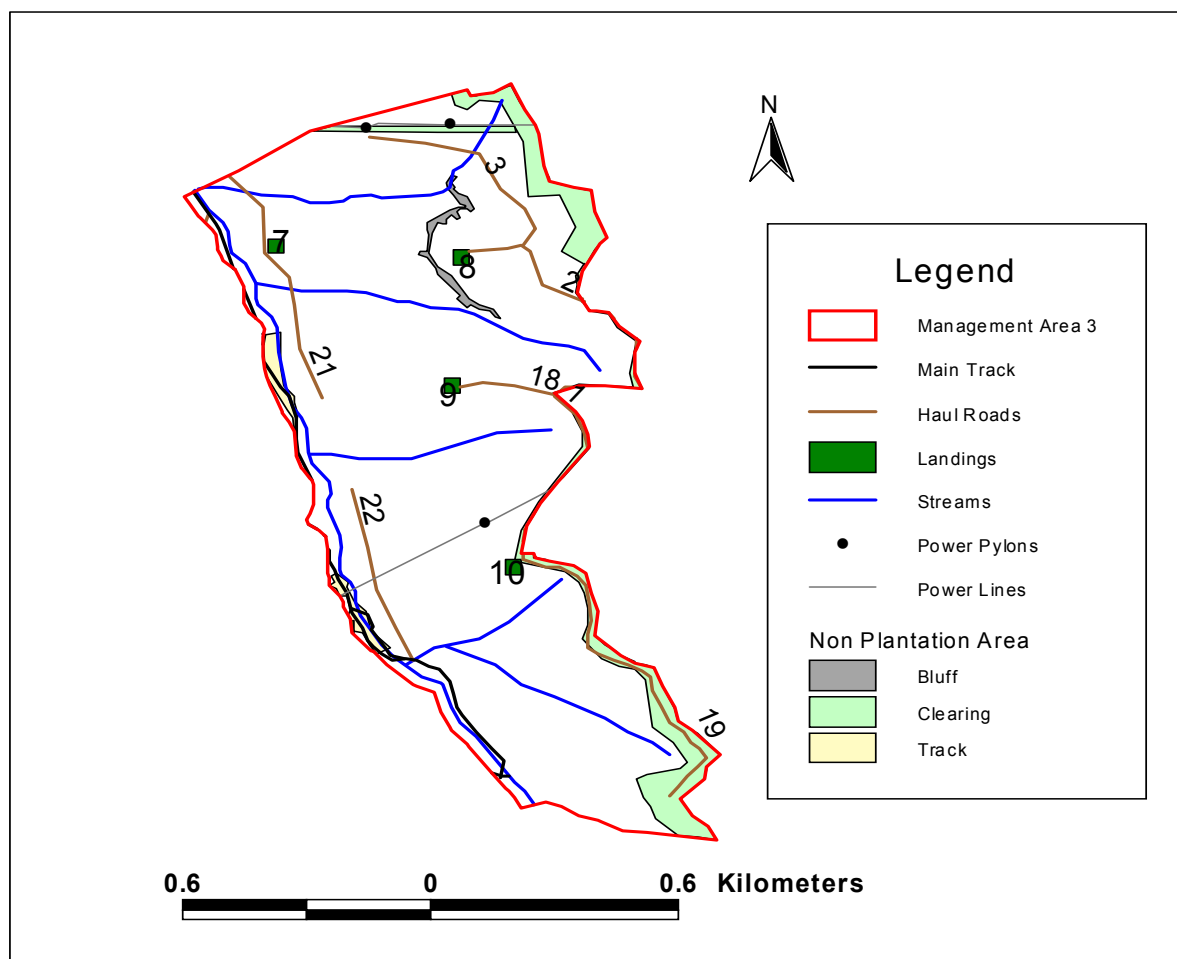 N
3
7
8
2
21
18
1
9
22
10
19
1
Legend
Management Area 3
Main Track
Haul Roads
Landings
Streams
Power Pylons
Power Lines
Non Plantation Area
Bluff
Clearing
Track
0.6 0 0.6 Kilometers